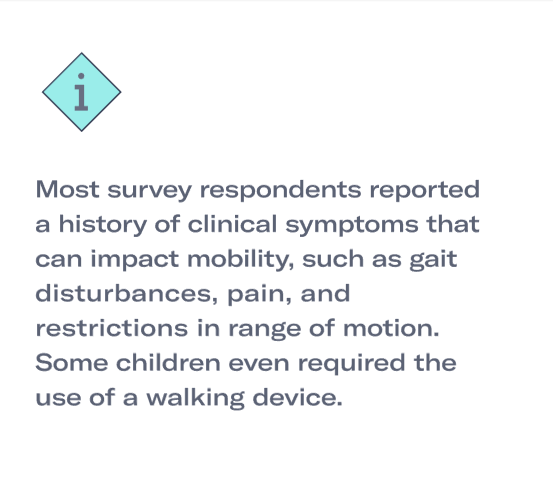 i
Most survey respondents reported
a history of clinical symptoms that
can impact mobility, such as gait
disturbances, pain, and
restrictions in range of motion.
Some children even required the
use of a walking device.